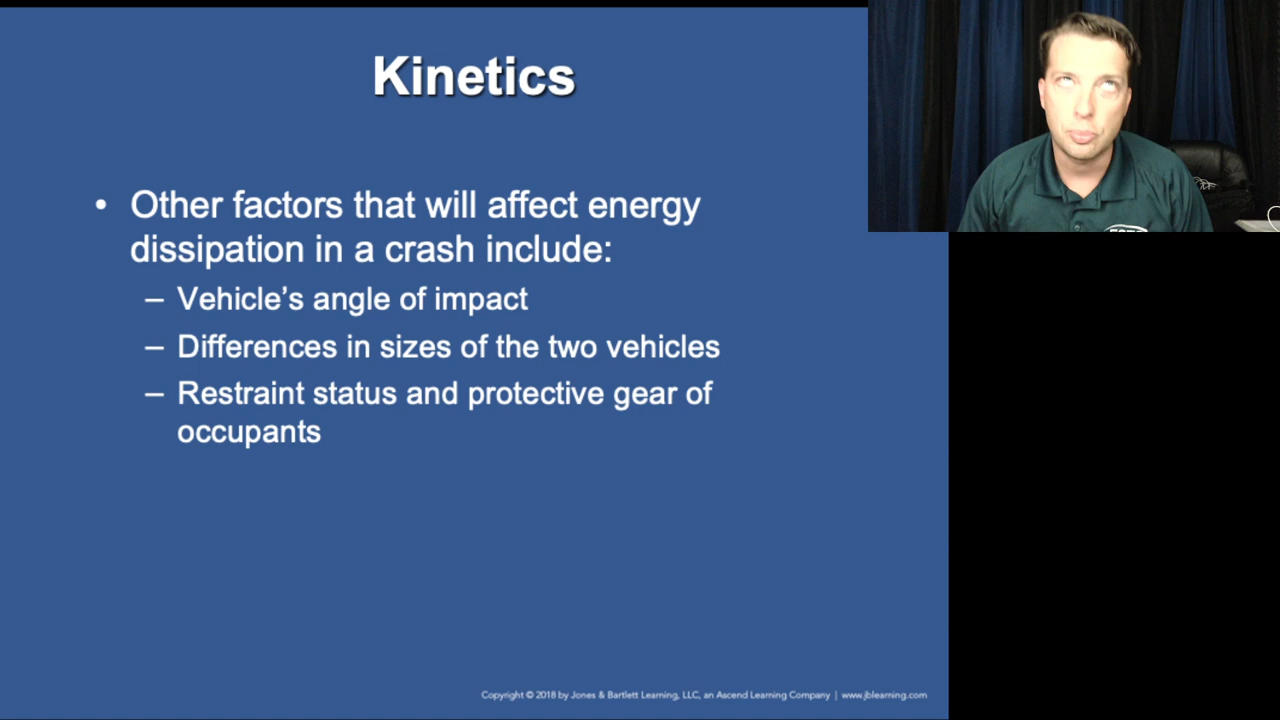 Kinetics
• Other factors that will affect energy
dissipation in a crash include:
– Vehicle’s angle of impact
– Differences in sizes of the two vehicles
– Restraint status and protective gear of
occupants
Copyright © 2018 by Jones & Bartlett Learning, LLC, an Ascend Learning Company | www.jblearning.com